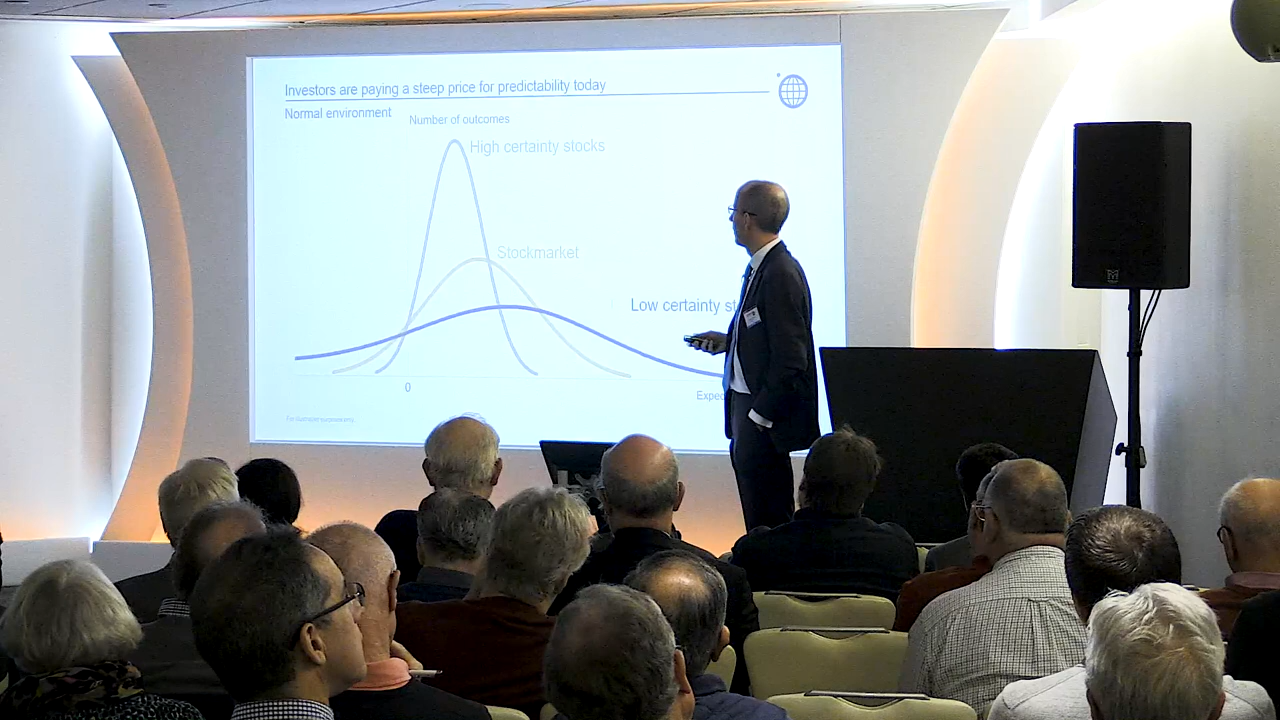 Investors are paying a steep price for predictability today
Normal environment
Number of outcomes
High certainty stocks
Stockmarket
Low certainty st
0
Expec
For illustrative purposes only